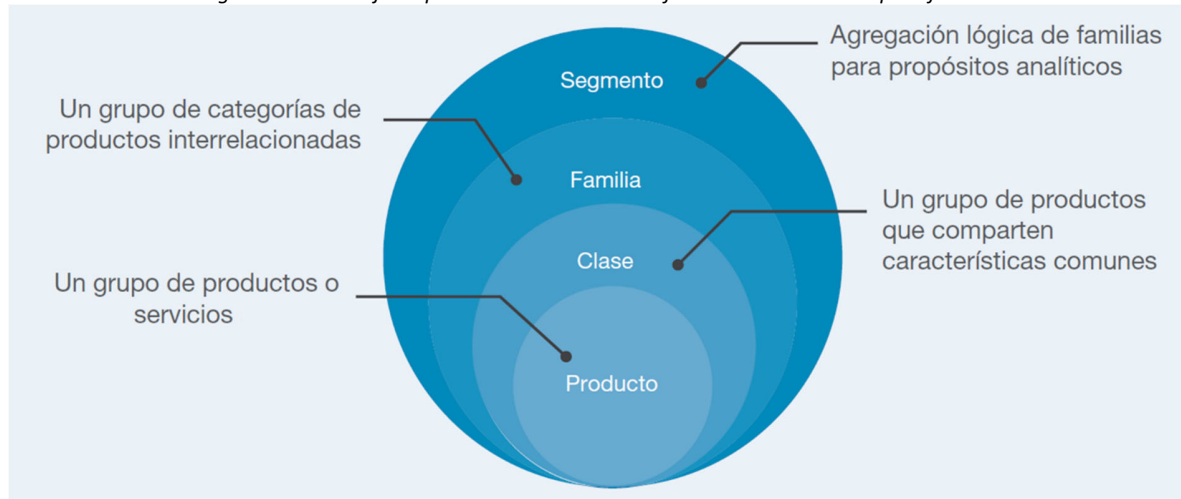 Agregación lógica de familias
para propósitos analíticos
Segmento
Un grupo de categorías de
productos interrelacionadas
Familia
Un grupo de productos
que comparten
características comunes
Clase
Un grupo de productos o
servicios
Producto